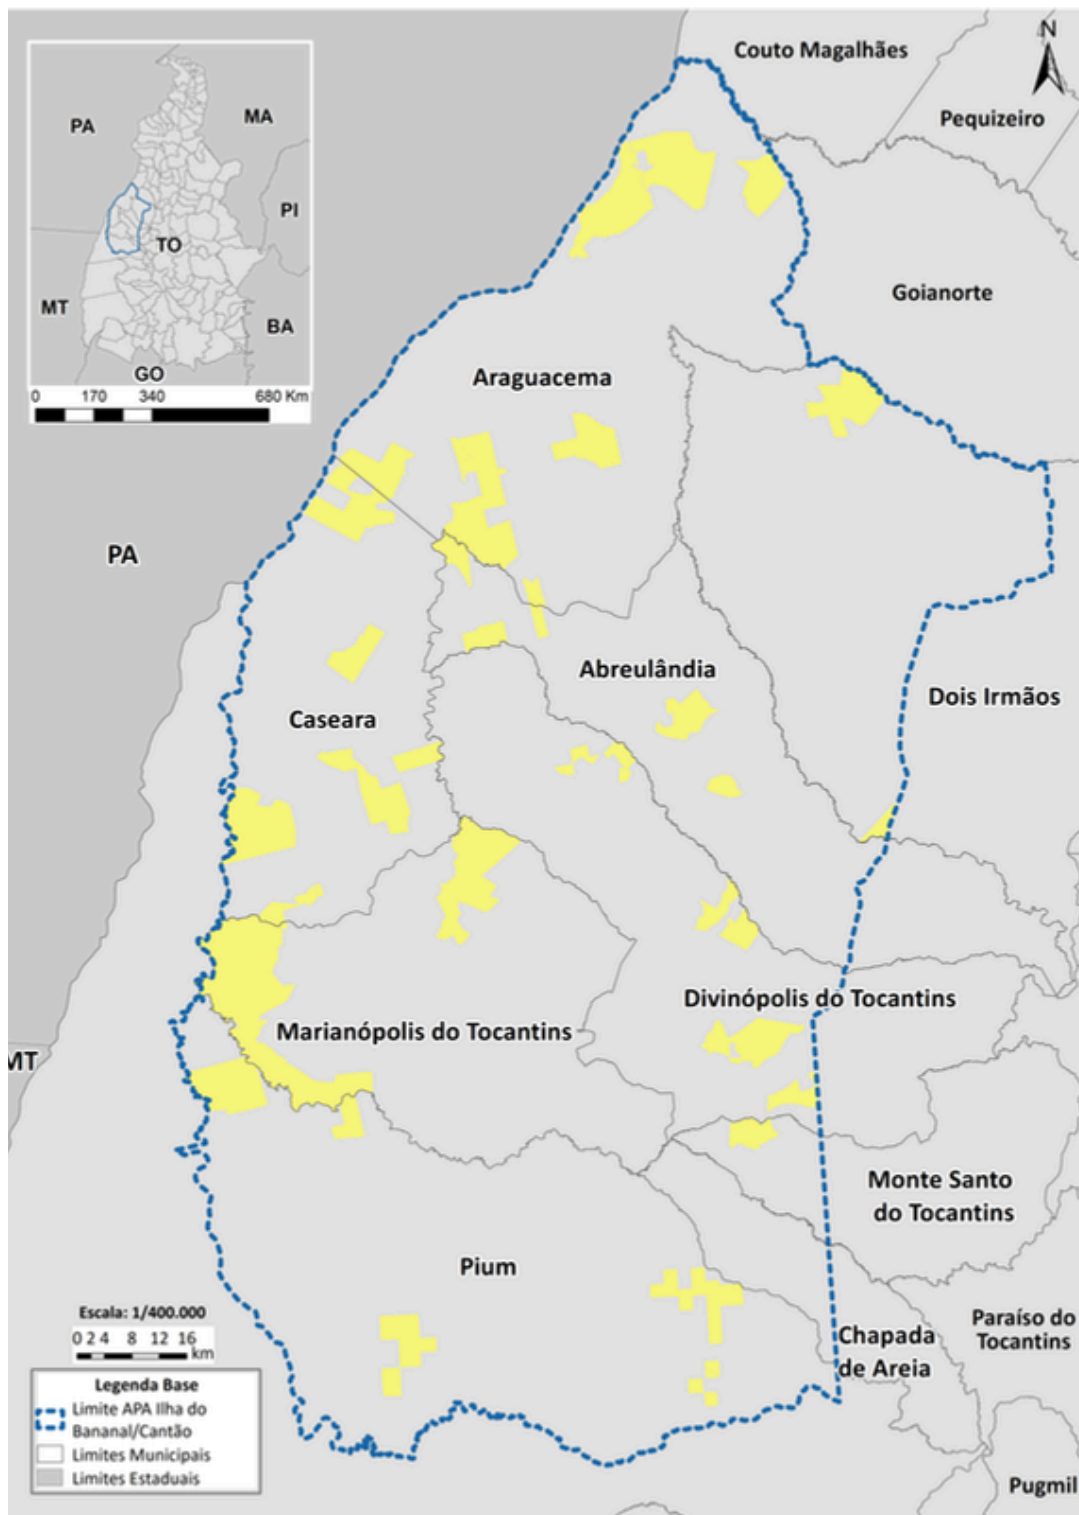 Couto Magalhães
N
Pequizeiro
PA
MA
PI
TO
MT
BA
GO
0 170 340 680 Km
Goianorte
Araguacema
PA
Abreulândia
Dois Irmãos
Caseara
Divinópolis do Tocantins
Marianópolis do Tocantins
MT
Monte Santo
do Tocantins
Pium
Escala: 1/400.000
0 2 4 8 12 16
km
Chapada
de Areia
Paraíso do
Tocantins
Legenda Base
Limite APA Ilha do
Bananal/Cantão
Limites Municipais
Limites Estaduais
Pugmil